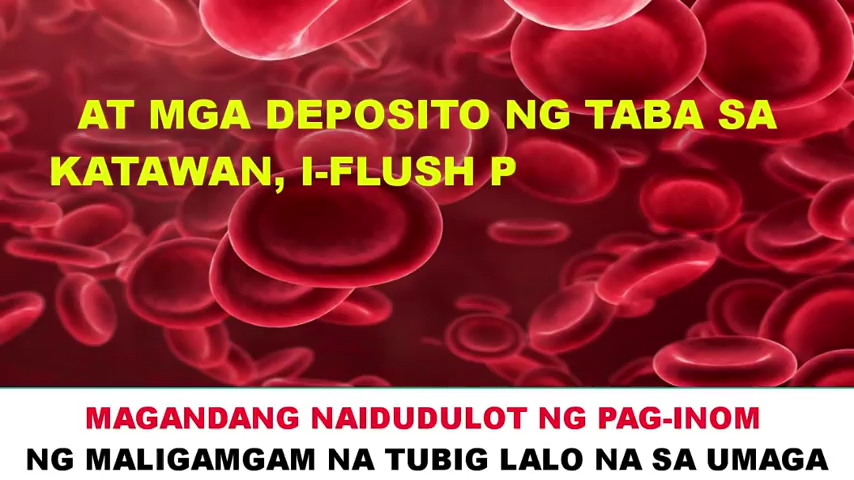 AT MGA DEPOSITO NG TABA SA
KATAWAN, I-FLUSH P
MAGANDANG NAIDUDULOT NG PAG-INOM
NG MALIGAMGAM NA TUBIG LALO NA SA UMAGA